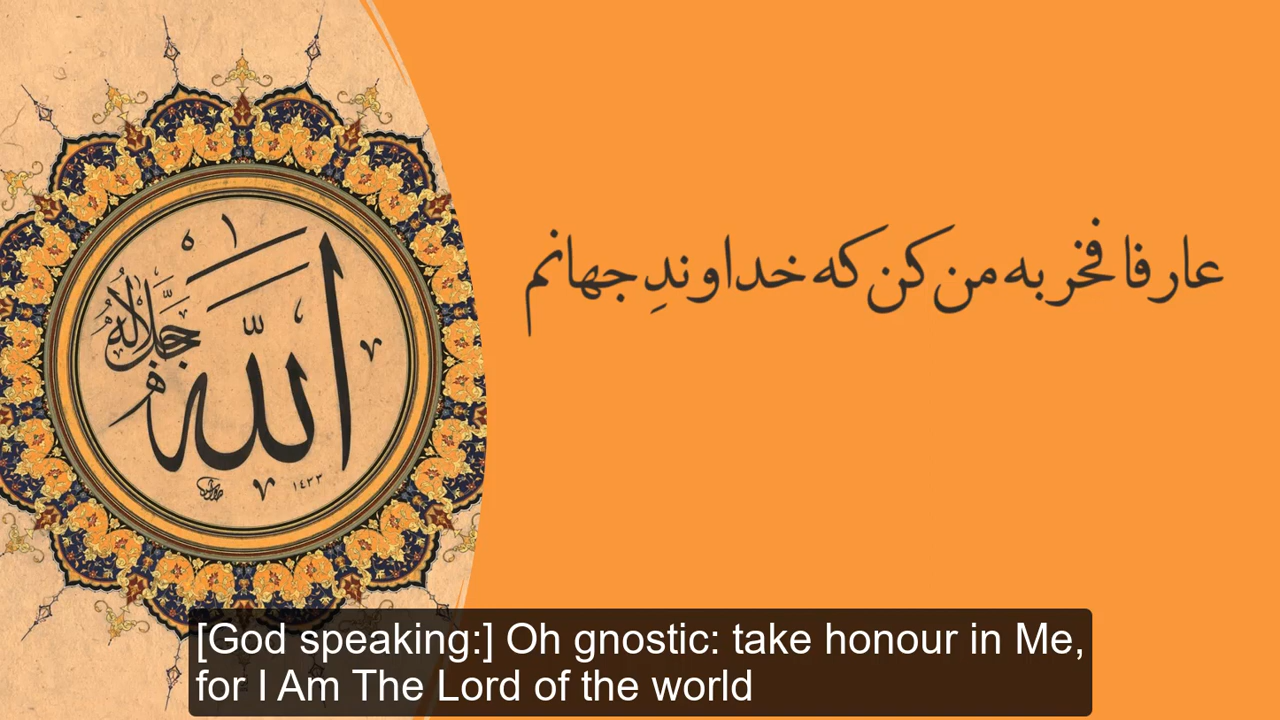 الله
جل جلاله
١٤٣٣
عارفا فخر به من کن که خداوندِ جهانم
[God speaking:] Oh gnostic: take honour in Me,
for I Am The Lord of the world